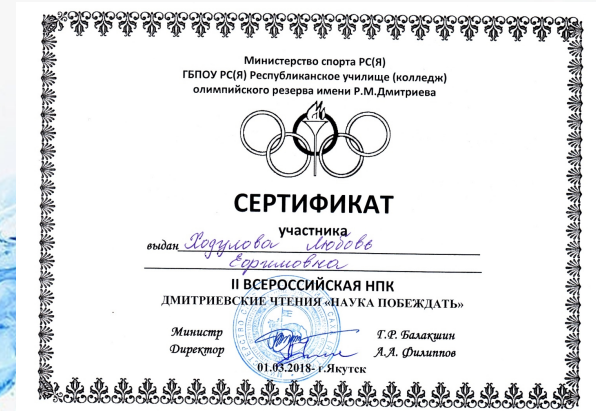 Министерство спорта РС(Я)
ГБПОУ РС(Я) Республиканское училище (колледж)
олимпийского резерва имени Р.М.Дмитриева
СЕРТИФИКАТ
участника
выдан Ходулова Любовь
Ефримовна
II ВСЕРОССИЙСКАЯ НПК
ДМИТРИЕВСКИЕ ЧТЕНИЯ «НАУКА ПОБЕЖДАТЬ»
Министр Г.Р. Балакшин
Директор А.А. Филиппов
01.03.2018- г.Якутск